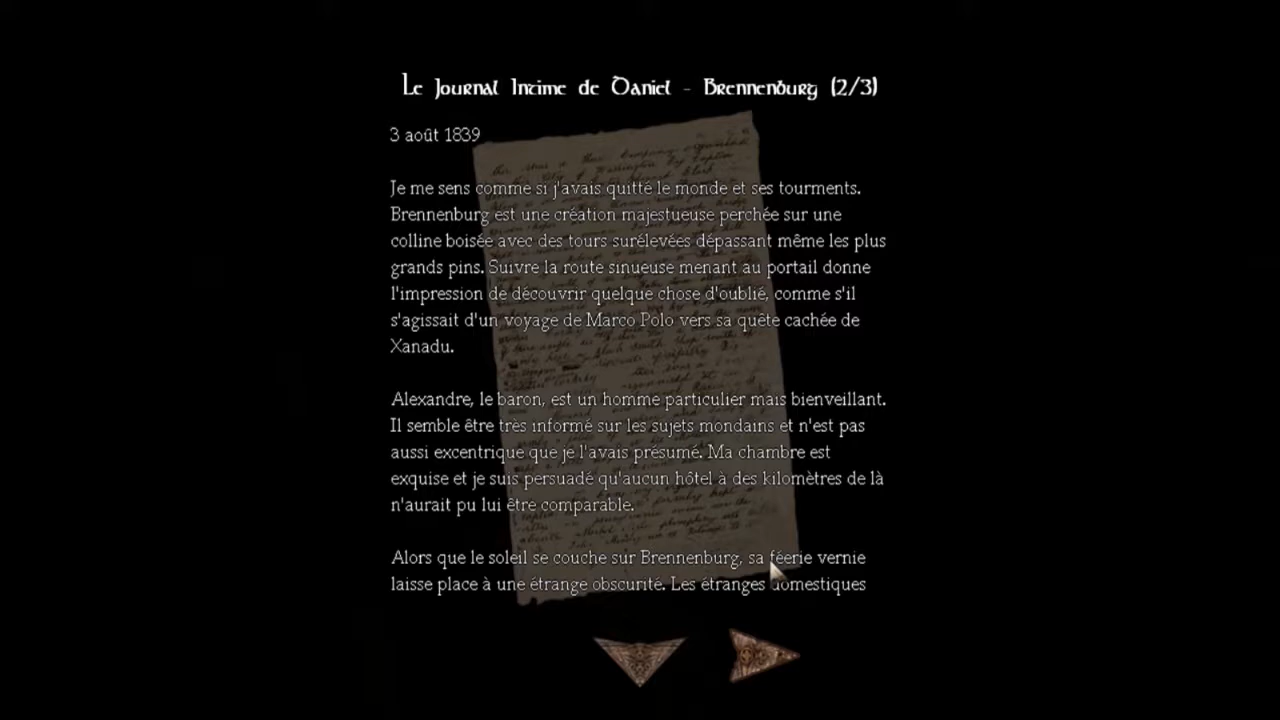 Le Journal Intime de Daniel - Brennenburg (2/3)
3 août 1839
Je me sens comme si j'avais quitté le monde et ses tourments.
Brennenburg est une création majestueuse perchée sur une
colline boisée avec des tours surélevées dépassant même les plus
grands pins. Suivre la route sinueuse menant au portail donne
l'impression de découvrir quelque chose d'oublié, comme s'il
s'agissait d'un voyage de Marco Polo vers sa quête cachée de
Xanadu.
Alexandre, le baron, est un homme particulier mais bienveillant.
Il semble être très informé sur les sujets mondains et n'est pas
aussi excentrique que je l'avais présumé. Ma chambre est
exquise et je suis persuadé qu'aucun hôtel à des kilomètres de là
n'aurait pu lui être comparable.
Alors que le soleil se couche sur Brennenburg, sa féerie vernie
laisse place à une étrange obscurité. Les étranges domestiques